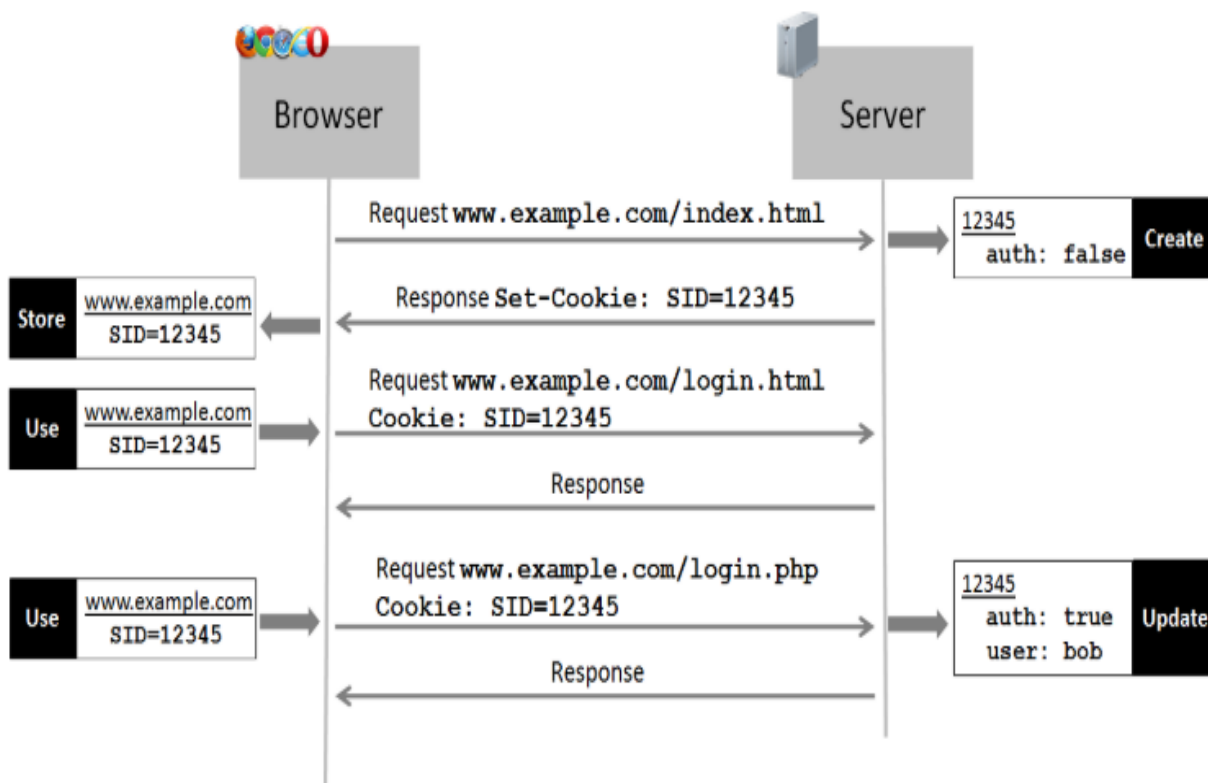 Browser
Server
Request www.example.com/index.html
12345
auth: false
Create
Response Set-Cookie: SID=12345
Store
www.example.com
SID=12345
Request www.example.com/login.html
Cookie: SID=12345
Use
www.example.com
SID=12345
Response
Request www.example.com/login.php
Cookie: SID=12345
Use
www.example.com
SID=12345
12345
auth: true
user: bob
Update
Response